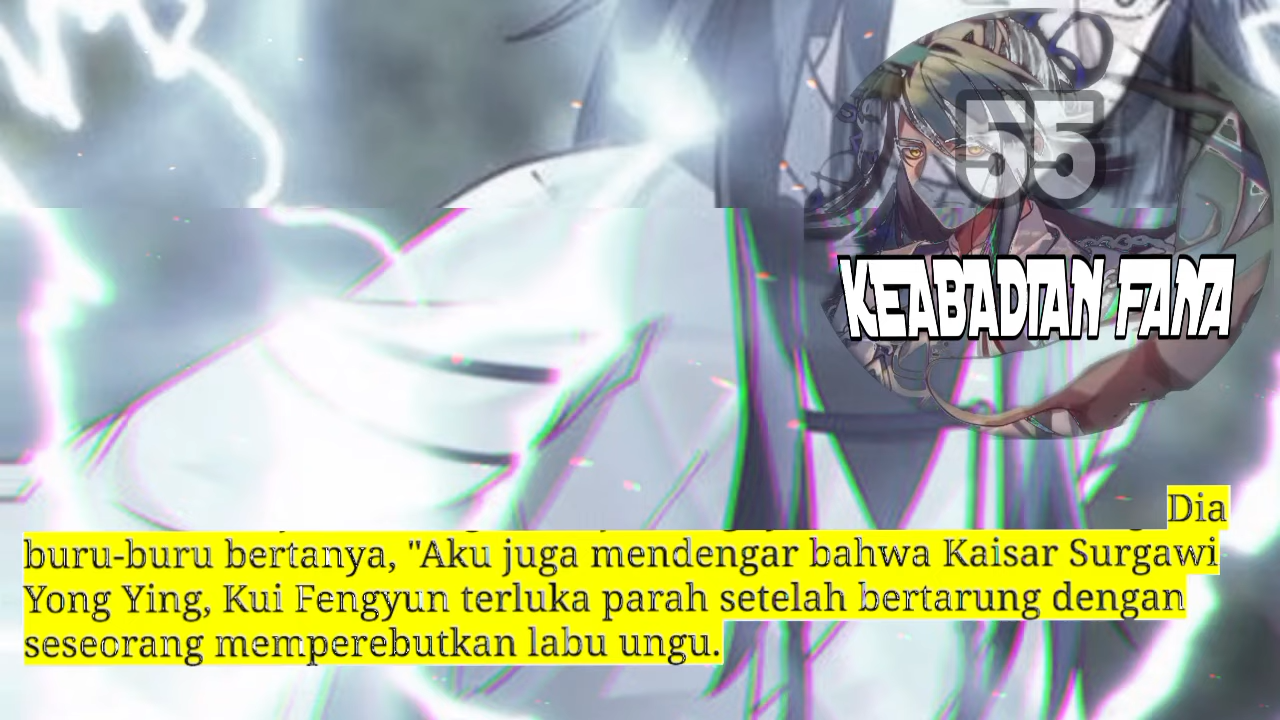 55
KEABADIAN FANA
Dia
buru-buru bertanya, "Aku juga mendengar bahwa Kaisar Surgawi
Yong Ying, Kui Fengyun terluka parah setelah bertarung dengan
seseorang memperebutkan labu ungu.